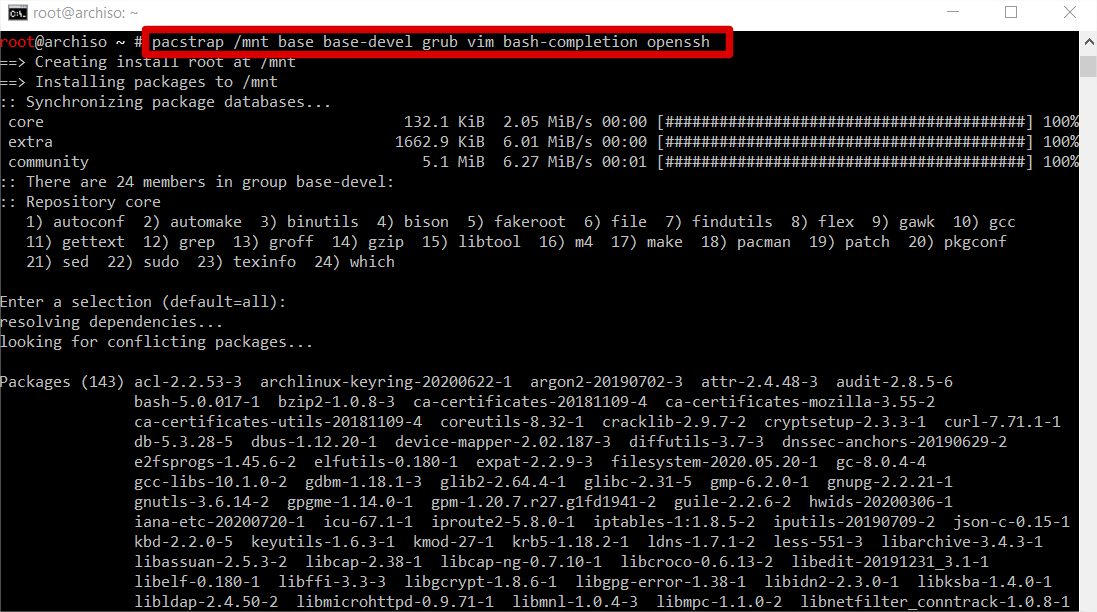 root@archiso: ~
root@archiso ~ # pacstrap /mnt base base-devel grub vim bash-completion openssh
==> Creating install root at /mnt
==> Installing packages to /mnt
:: Synchronizing package databases...
core 132.1 KiB 2.05 MiB/s 00:00 [########################################] 100%
extra 1662.9 KiB 6.01 MiB/s 00:00 [########################################] 100%
community 5.1 MiB 6.27 MiB/s 00:01 [########################################] 100%
:: There are 24 members in group base-devel:
:: Repository core
1) autoconf 2) automake 3) binutils 4) bison 5) fakeroot 6) file 7) findutils 8) flex 9) gawk 10) gcc
11) gettext 12) grep 13) groff 14) gzip 15) libtool 16) m4 17) make 18) pacman 19) patch 20) pkgconf
21) sed 22) sudo 23) texinfo 24) which
Enter a selection (default=all):
resolving dependencies...
looking for conflicting packages...
Packages (143) acl-2.2.53-3 archlinux-keyring-20200622-1 argon2-20190702-3 attr-2.4.48-3 audit-2.8.5-6
bash-5.0.017-1 bzip2-1.0.8-3 ca-certificates-20181109-4 ca-certificates-mozilla-3.55-2
ca-certificates-utils-20181109-4 coreutils-8.32-1 cracklib-2.9.7-2 cryptsetup-2.3.3-1 curl-7.71.1-1
db-5.3.28-5 dbus-1.12.20-1 device-mapper-2.02.187-3 diffutils-3.7-3 dnssec-anchors-20190629-2
e2fsprogs-1.45.6-2 elfutils-0.180-1 expat-2.2.9-3 filesystem-2020.05.20-1 gc-8.0.4-4
gcc-libs-10.1.0-2 gdbm-1.18.1-3 glib2-2.64.4-1 glibc-2.31-5 gmp-6.2.0-1 gnupg-2.2.21-1
gnutls-3.6.14-2 gpgme-1.14.0-1 gpm-1.20.7.r27.g1fd1941-2 guile-2.2.6-2 hwids-20200306-1
iana-etc-20200720-1 icu-67.1-1 iproute2-5.8.0-1 iptables-1:1.8.5-2 iputils-20190709-2 json-c-0.15-1
kbd-2.2.0-5 keyutils-1.6.3-1 kmod-27-1 krb5-1.18.2-1 ldns-1.7.1-2 less-551-3 libarchive-3.4.3-1
libassuan-2.5.3-2 libcap-2.38-1 libcap-ng-0.7.10-1 libcroco-0.6.13-2 libedit-20191231_3.1-1
libelf-0.180-1 libffi-3.3-3 libgcrypt-1.8.6-1 libgpg-error-1.38-1 libidn2-2.3.0-1 libksba-1.4.0-1
libldap-2.4.50-2 libmicrohttpd-0.9.71-1 libmnl-1.0.4-3 libmpc-1.1.0-2 libnetfilter_conntrack-1.0.8-1